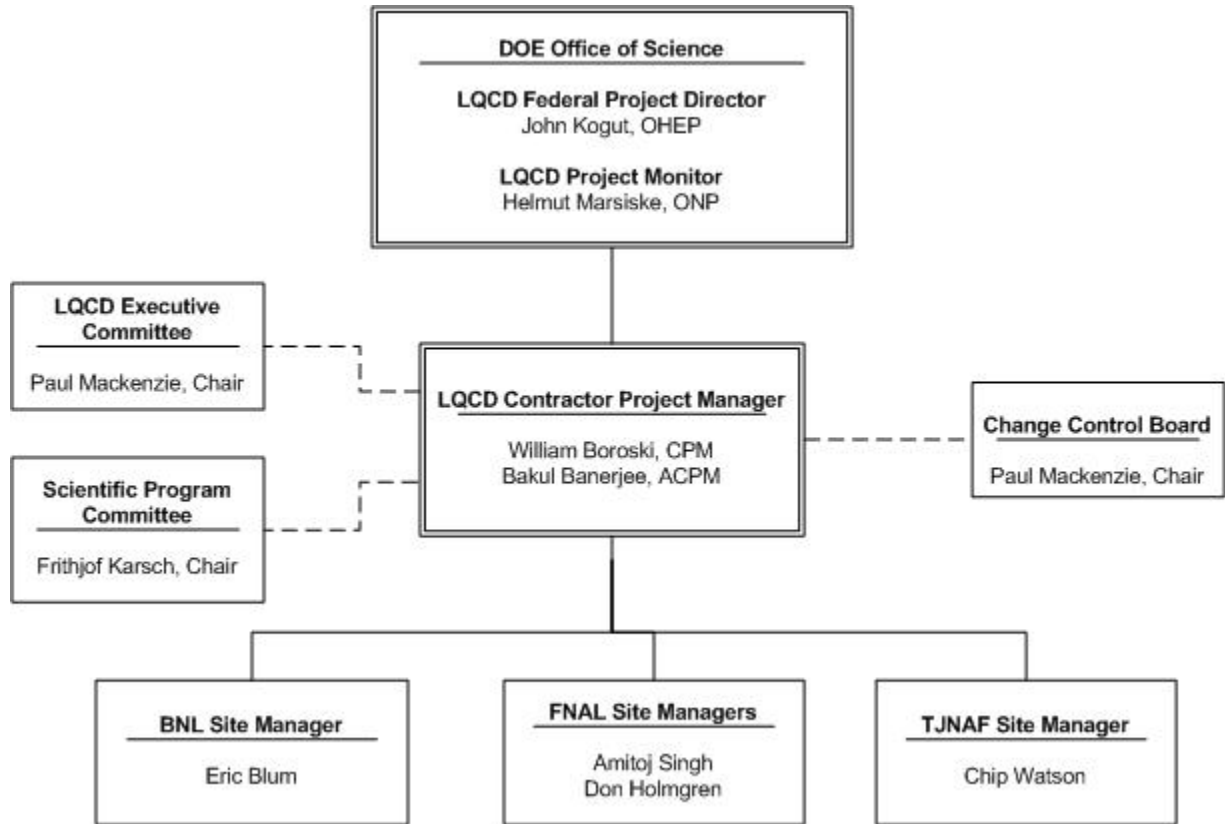 DOE Office of Science
LQCD Federal Project Director
John Kogut, OHEP
LQCD Project Monitor
Helmut Marsiske, ONP
LQCD Executive
Committee
Paul Mackenzie, Chair
LQCD Contractor Project Manager
William Boroski, CPM
Bakul Banerjee, ACPM
Change Control Board
Paul Mackenzie, Chair
Scientific Program
Committee
Frithjof Karsch, Chair
BNL Site Manager
Eric Blum
FNAL Site Managers
Amitoj Singh
Don Holmgren
TJNAF Site Manager
Chip Watson